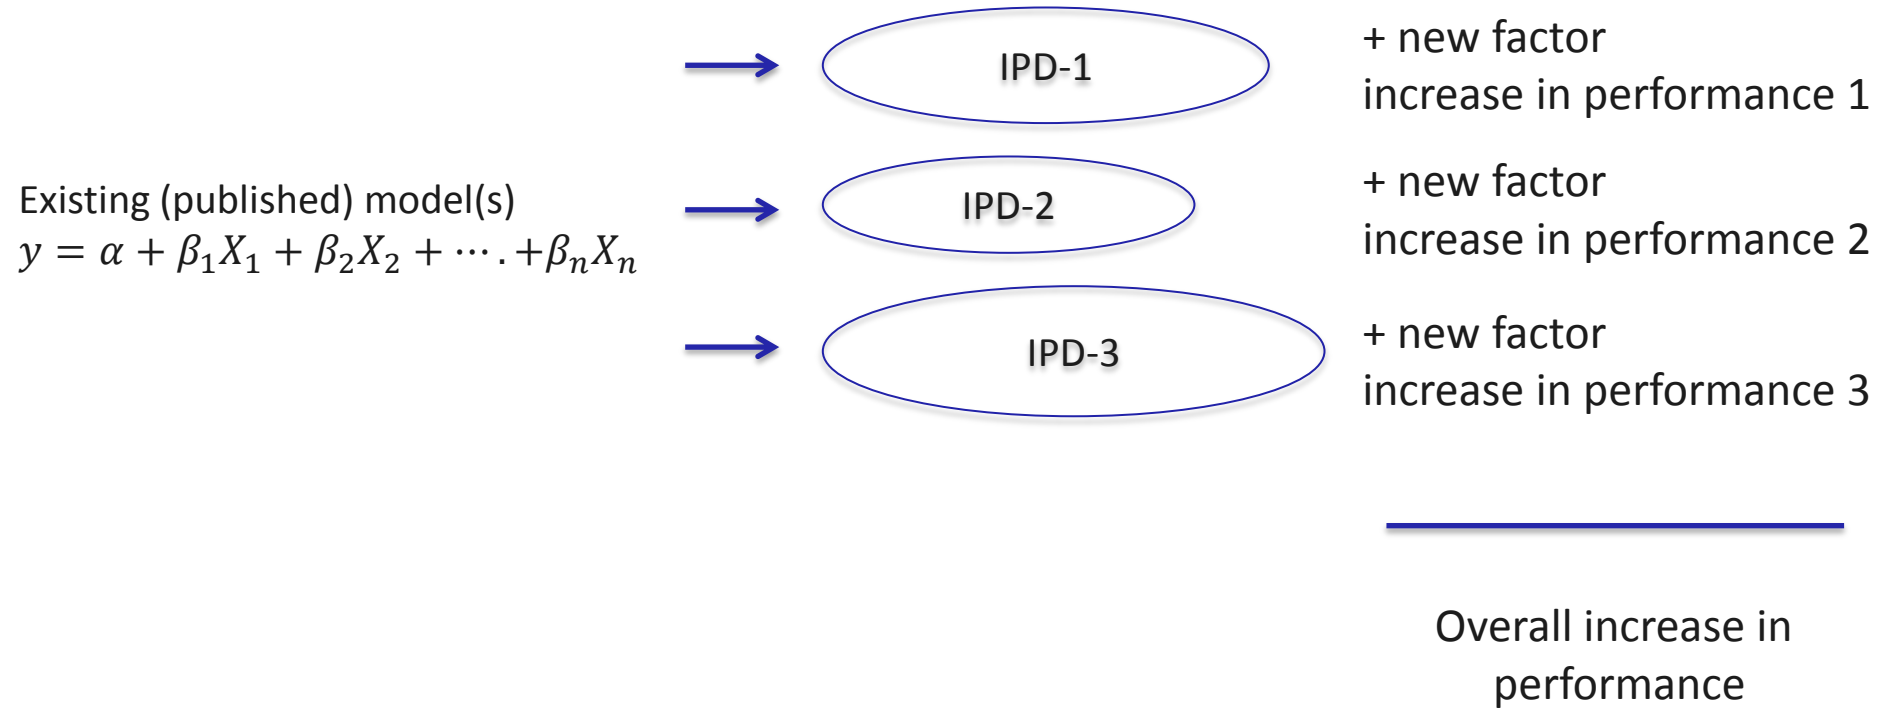 Existing (published) model(s)
𝑦 = 𝛼 + 𝛽₁𝑋₁ + 𝛽₂𝑋₂ + ⋯ . +𝛽ₙ𝑋ₙ
IPD-1
+ new factor
increase in performance 1
IPD-2
+ new factor
increase in performance 2
IPD-3
+ new factor
increase in performance 3
Overall increase in
performance